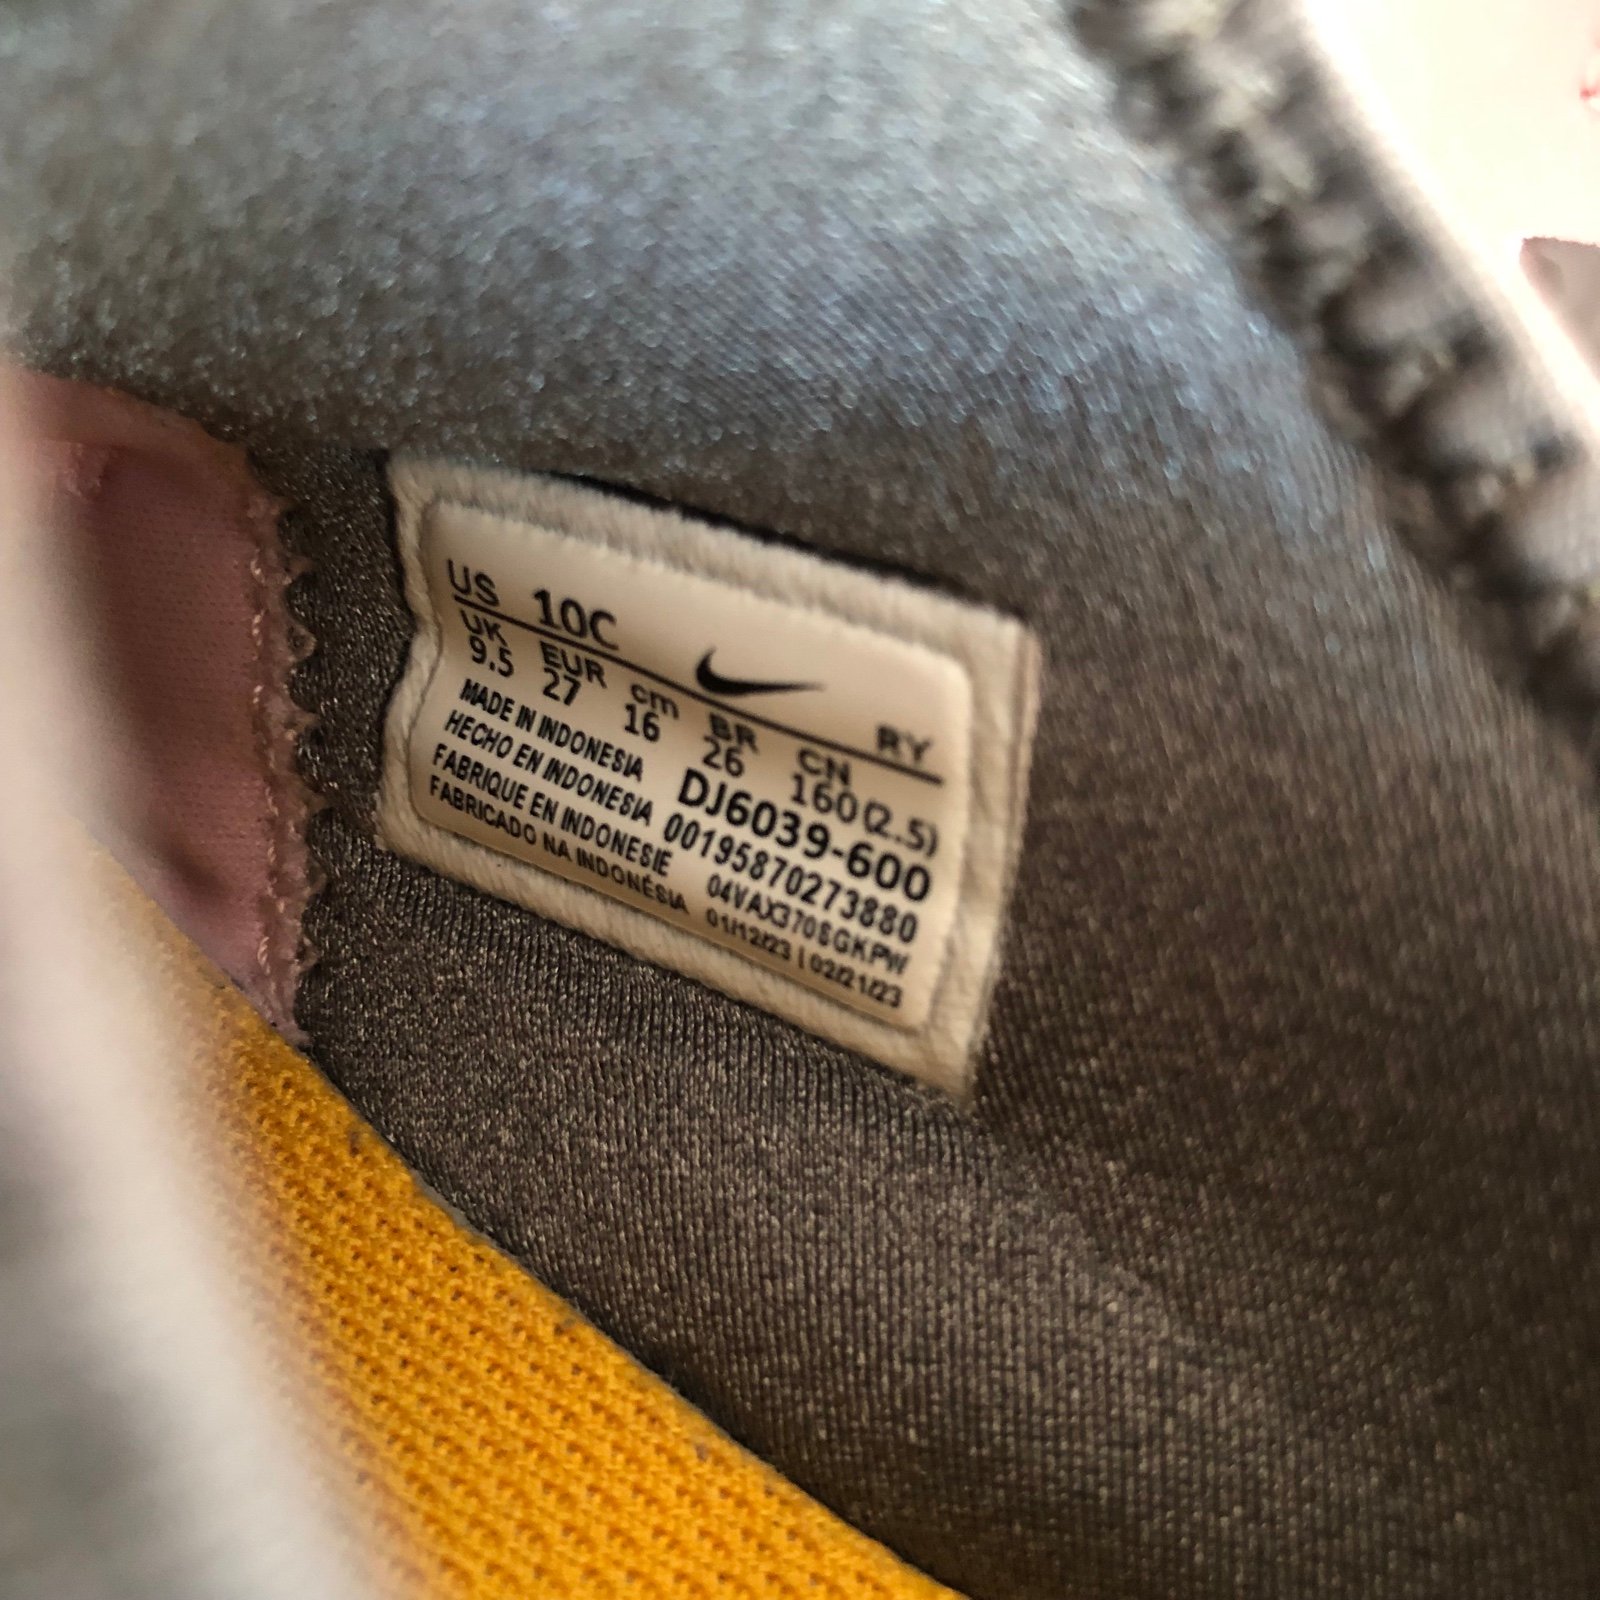 US 10C
RY
UK EUR cm BR CN
9.5 27 16 26 160(2.5)
MADE IN INDONESIA DJ6039-600
HECHO EN INDONESIA 00195870273880
FABRIQUE EN INDONESIE 04VAX3708GKPW
FABRICADO NA INDONÉSIA 01/12/23 | 02/21/23